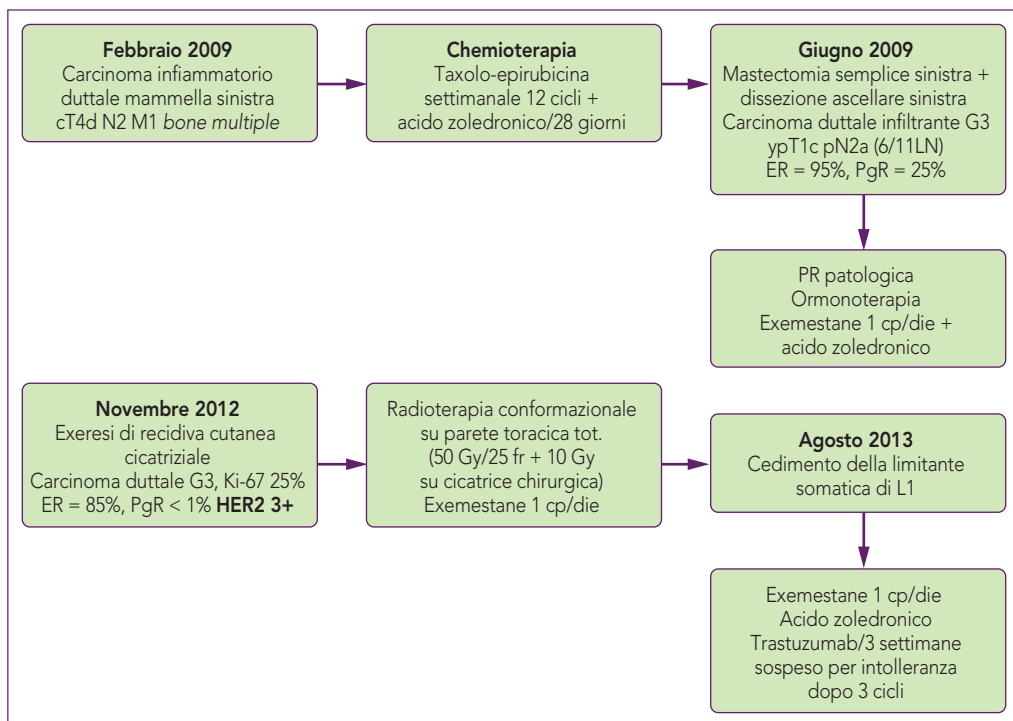 Febbraio 2009
Carcinoma infiammatorio
duttale mammella sinistra
cT4d N2 M1 bone multiple
Chemioterapia
Taxolo-epirubicina
settimanale 12 cicli +
acido zoledronico/28 giorni
Giugno 2009
Mastectomia semplice sinistra +
dissezione ascellare sinistra
Carcinoma duttale infiltrante G3
ypT1c pN2a (6/11LN)
ER = 95%, PgR = 25%
PR patologica
Ormonoterapia
Exemestane 1 cp/die +
acido zoledronico
Novembre 2012
Exeresi di recidiva cutanea
cicatriziale
Carcinoma duttale G3, Ki-67 25%
ER = 85%, PgR < 1% HER2 3+
Radioterapia conformazionale
su parete toracica tot.
(50 Gy/25 fr + 10 Gy
su cicatrice chirurgica)
Exemestane 1 cp/die
Agosto 2013
Cedimento della limitante
somatica di L1
Exemestane 1 cp/die
Acido zoledronico
Trastuzumab/3 settimane
sospeso per intolleranza
dopo 3 cicli